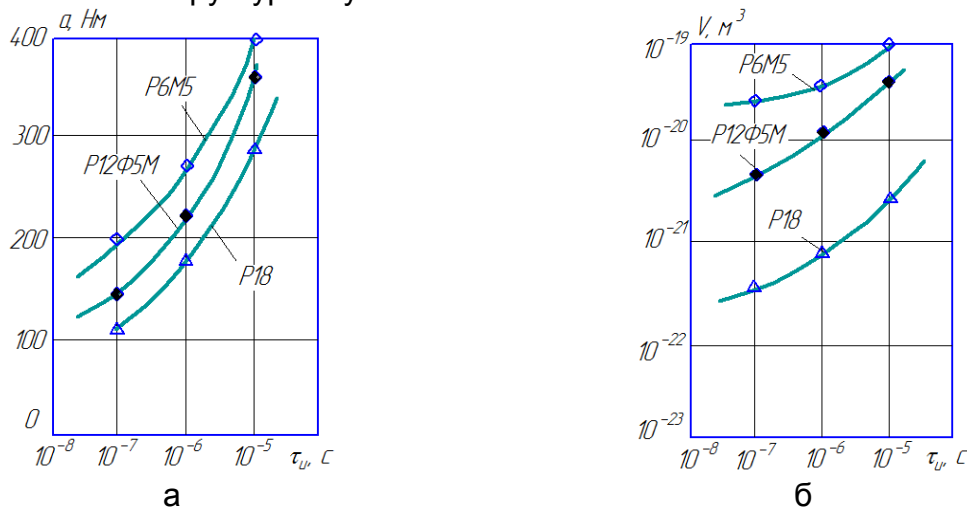 a, Нм
400
300
200
100
0
Р6М5
Р12Ф5М
Р18
10⁻⁸ 10⁻⁷ 10⁻⁶ 10⁻⁵ τᵤ, с
а
V, м³
10⁻¹⁹
10⁻²⁰
10⁻²¹
10⁻²²
10⁻²³
Р6М5
Р12Ф5М
Р18
10⁻⁸ 10⁻⁷ 10⁻⁶ 10⁻⁵ τᵤ, с
б